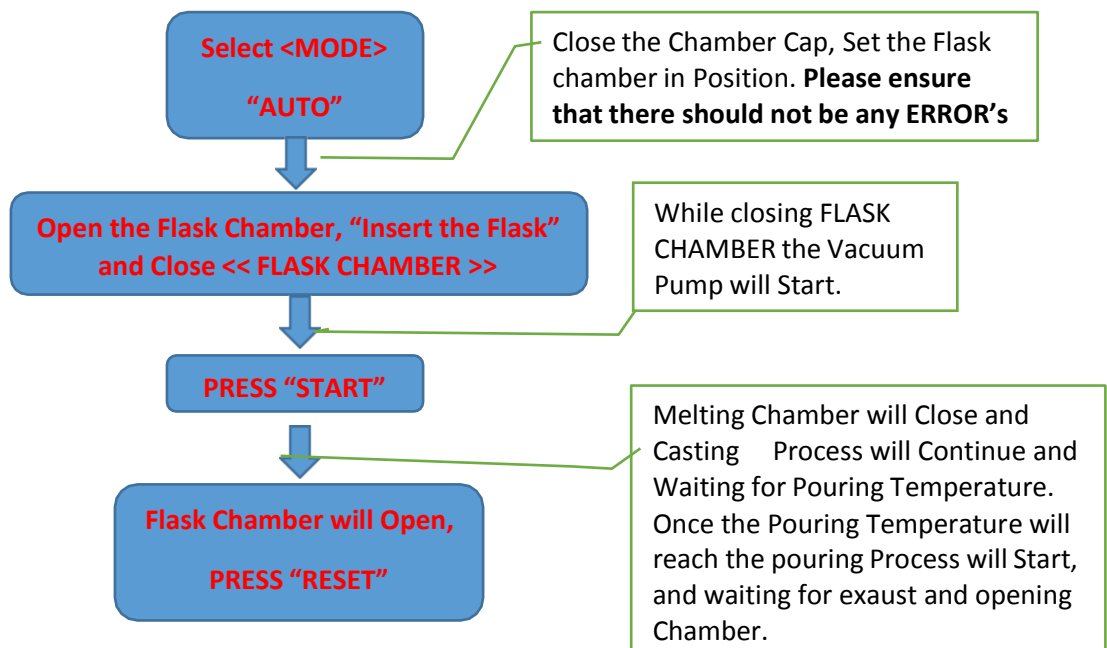 Select <MODE>
“AUTO”
Close the Chamber Cap, Set the Flask
chamber in Position. Please ensure
that there should not be any ERROR’s
Open the Flask Chamber, “Insert the Flask”
and Close << FLASK CHAMBER >>
While closing FLASK
CHAMBER the Vacuum
Pump will Start.
PRESS “START”
Melting Chamber will Close and
Casting Process will Continue and
Waiting for Pouring Temperature.
Once the Pouring Temperature will
reach the pouring Process will Start,
and waiting for exaust and opening
Chamber.
Flask Chamber will Open,
PRESS “RESET”